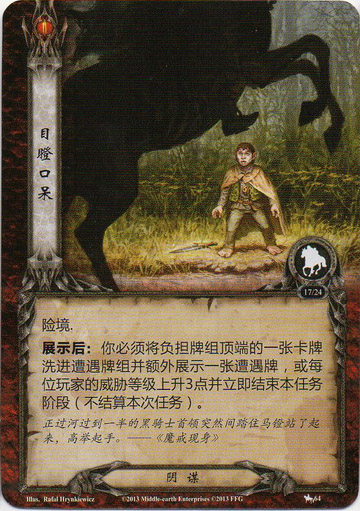 目瞪口呆
17/24
险境.
展示后：你必须将负担牌组顶端的一张卡牌
洗进遭遇牌组并额外展示一张遭遇牌，或每
位玩家的威胁等级上升3点并立即结束本任务
阶段（不结算本次任务）。
正过河过到一半的黑骑士首领突然间踏住马镫站了起
来，高举起手。——《魔戒现身》
阴谋
Illus. Rafal Hrynkiewicz
©2013 Middle-earth Enterprises ©2013 FFG
64